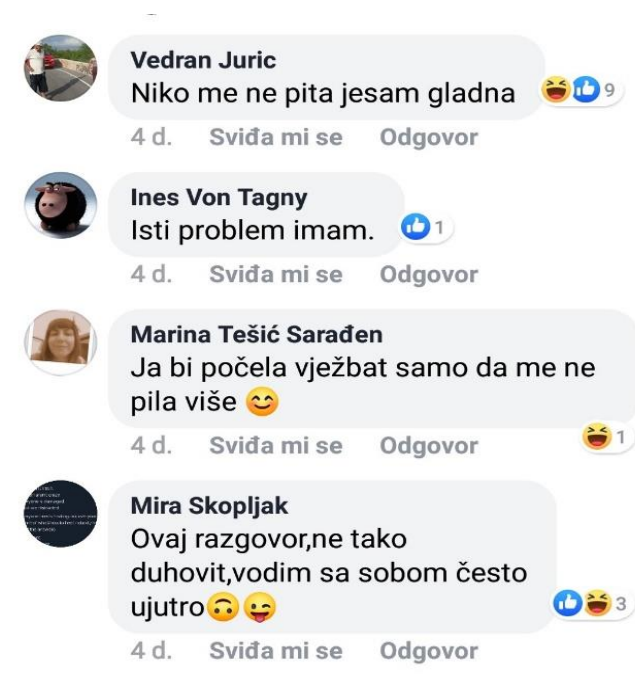 Vedran Juric
Niko me ne pita jesam gladna
9
4 d. Sviđa mi se Odgovor
Ines Von Tagny
Isti problem imam.
1
4 d. Sviđa mi se Odgovor
Marina Tešić Sarađen
Ja bi počela vježbat samo da me ne
pila više 😊
1
4 d. Sviđa mi se Odgovor
Mira Skopljak
Ovaj razgovor,ne tako
duhovit,vodim sa sobom često
ujutro🙃😜
3
4 d. Sviđa mi se Odgovor